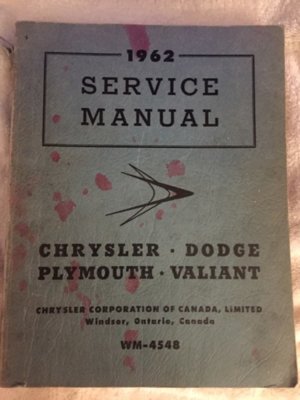 1962
SERVICE
MANUAL
CHRYSLER · DODGE
PLYMOUTH · VALIANT
CHRYSLER CORPORATION OF CANADA, LIMITED
Windsor, Ontario, Canada
WM-4548